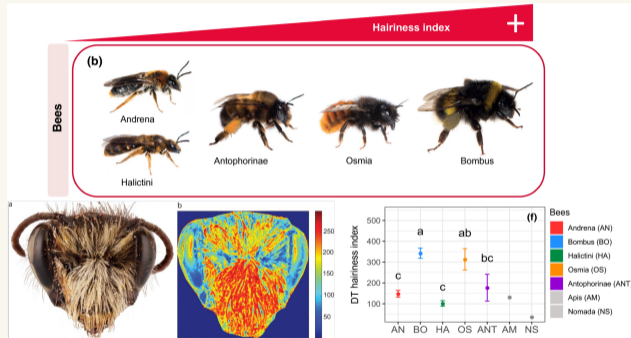 Hairiness index +
Bees
(b)
Andrena
Halictini
Antophorinae
Osmia
Bombus
a
b
250
200
150
100
50
(f)
DT hairiness index
500
400
300
200
100
c
a
c
ab
bc
AN BO HA OS ANT AM NS
Bees
Andrena (AN)
Bombus (BO)
Halictini (HA)
Osmia (OS)
Antophorinae (ANT)
Apis (AM)
Nomada (NS)